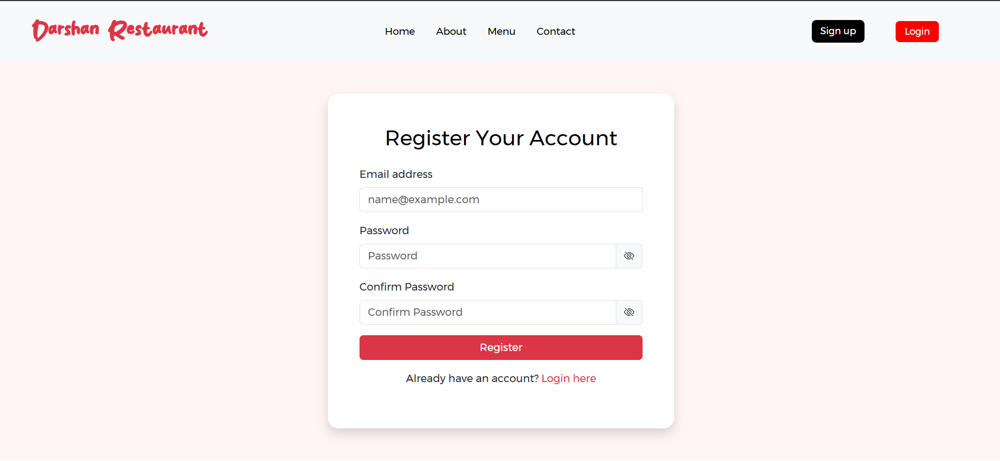 Darshan Restaurant
Home About Menu Contact
Sign up
Login
Register Your Account
Email address
name@example.com
Password
Password
Confirm Password
Confirm Password
Register
Already have an account? Login here